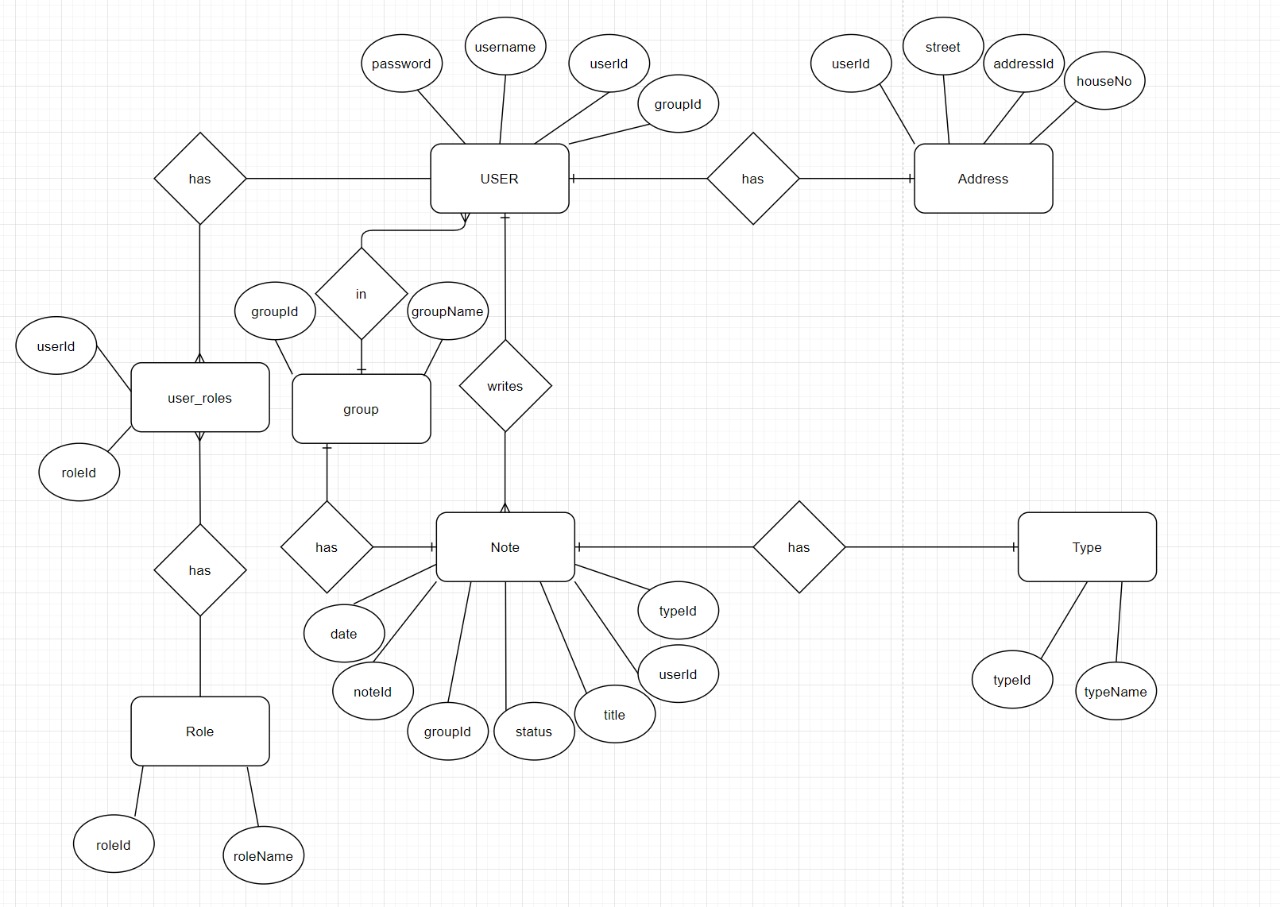 username
street
password
userId
userId
addressId
houseNo
groupId
has
USER
has
Address
in
groupId
groupName
userId
writes
user_roles
group
roleId
has
Note
has
Type
has
typeId
date
userId
typeId
noteId
typeName
title
groupId
status
Role
roleId
roleName